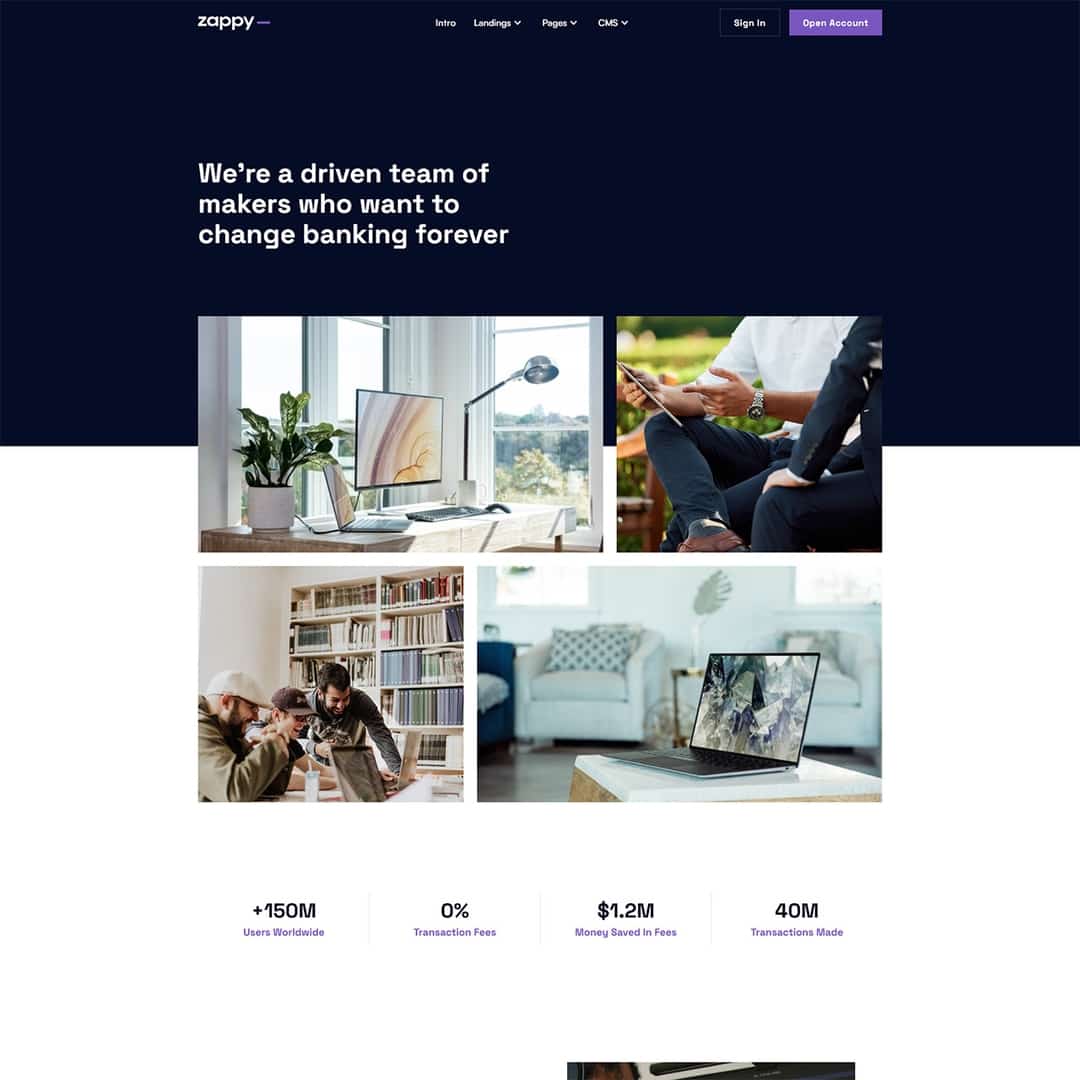 zappy
Intro Landings Pages CMS Sign In Open Account
We're a driven team of
makers who want to
change banking forever
+150M 0% $1.2M 40M
Users Worldwide Transaction Fees Money Saved In Fees Transactions Made